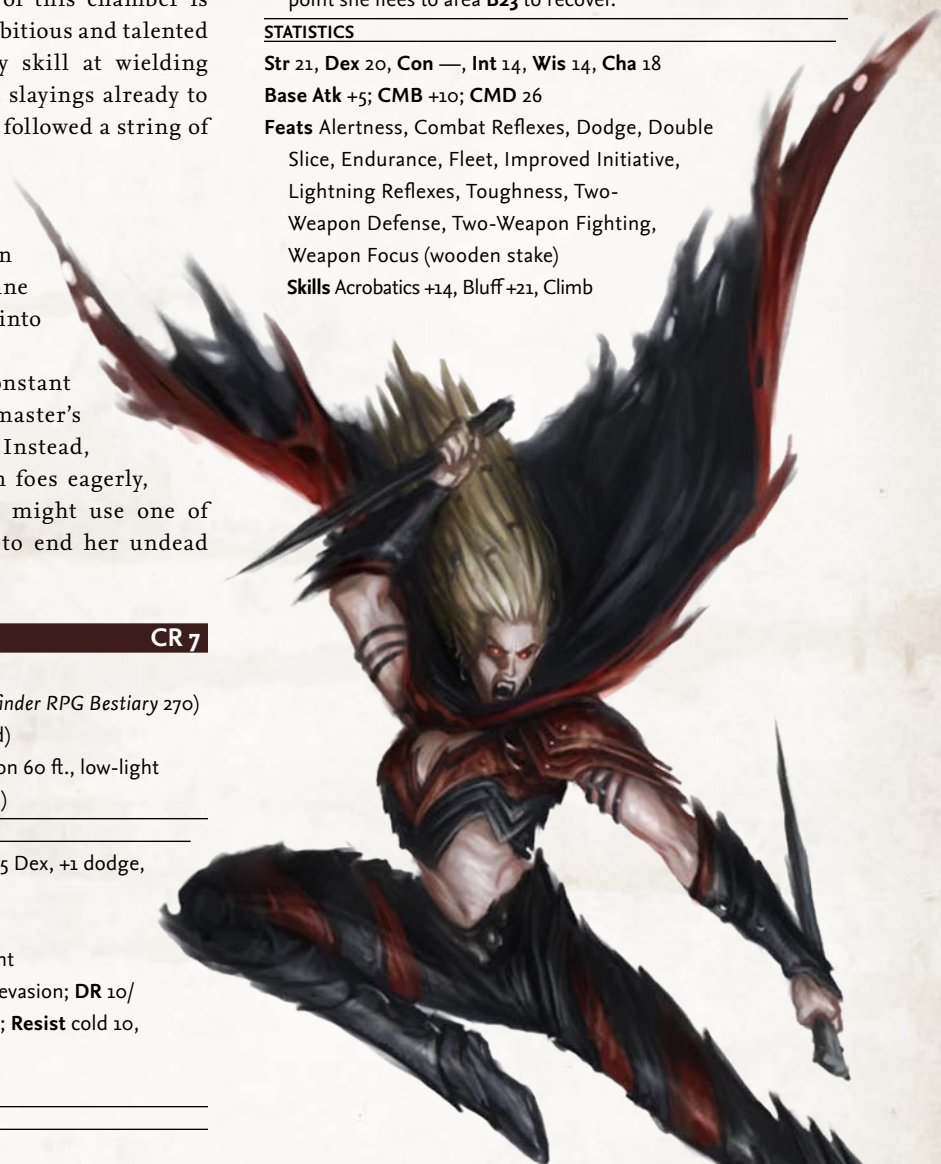 of this chamber is
bitious and talented
y skill at wielding
slayings already to
followed a string of
n
ine
into
onstant
master's
Instead,
n foes eagerly,
might use one of
to end her undead
CR 7
finder RPG Bestiary 270)
d)
on 60 ft., low-light
)
5 Dex, +1 dodge,
nt
evasion; DR 10/
; Resist cold 10,
point she flees to area B23 to recover.
STATISTICS
Str 21, Dex 20, Con —, Int 14, Wis 14, Cha 18
Base Atk +5; CMB +10; CMD 26
Feats Alertness, Combat Reflexes, Dodge, Double
Slice, Endurance, Fleet, Improved Initiative,
Lightning Reflexes, Toughness, Two-
Weapon Defense, Two-Weapon Fighting,
Weapon Focus (wooden stake)
Skills Acrobatics +14, Bluff +21, Climb